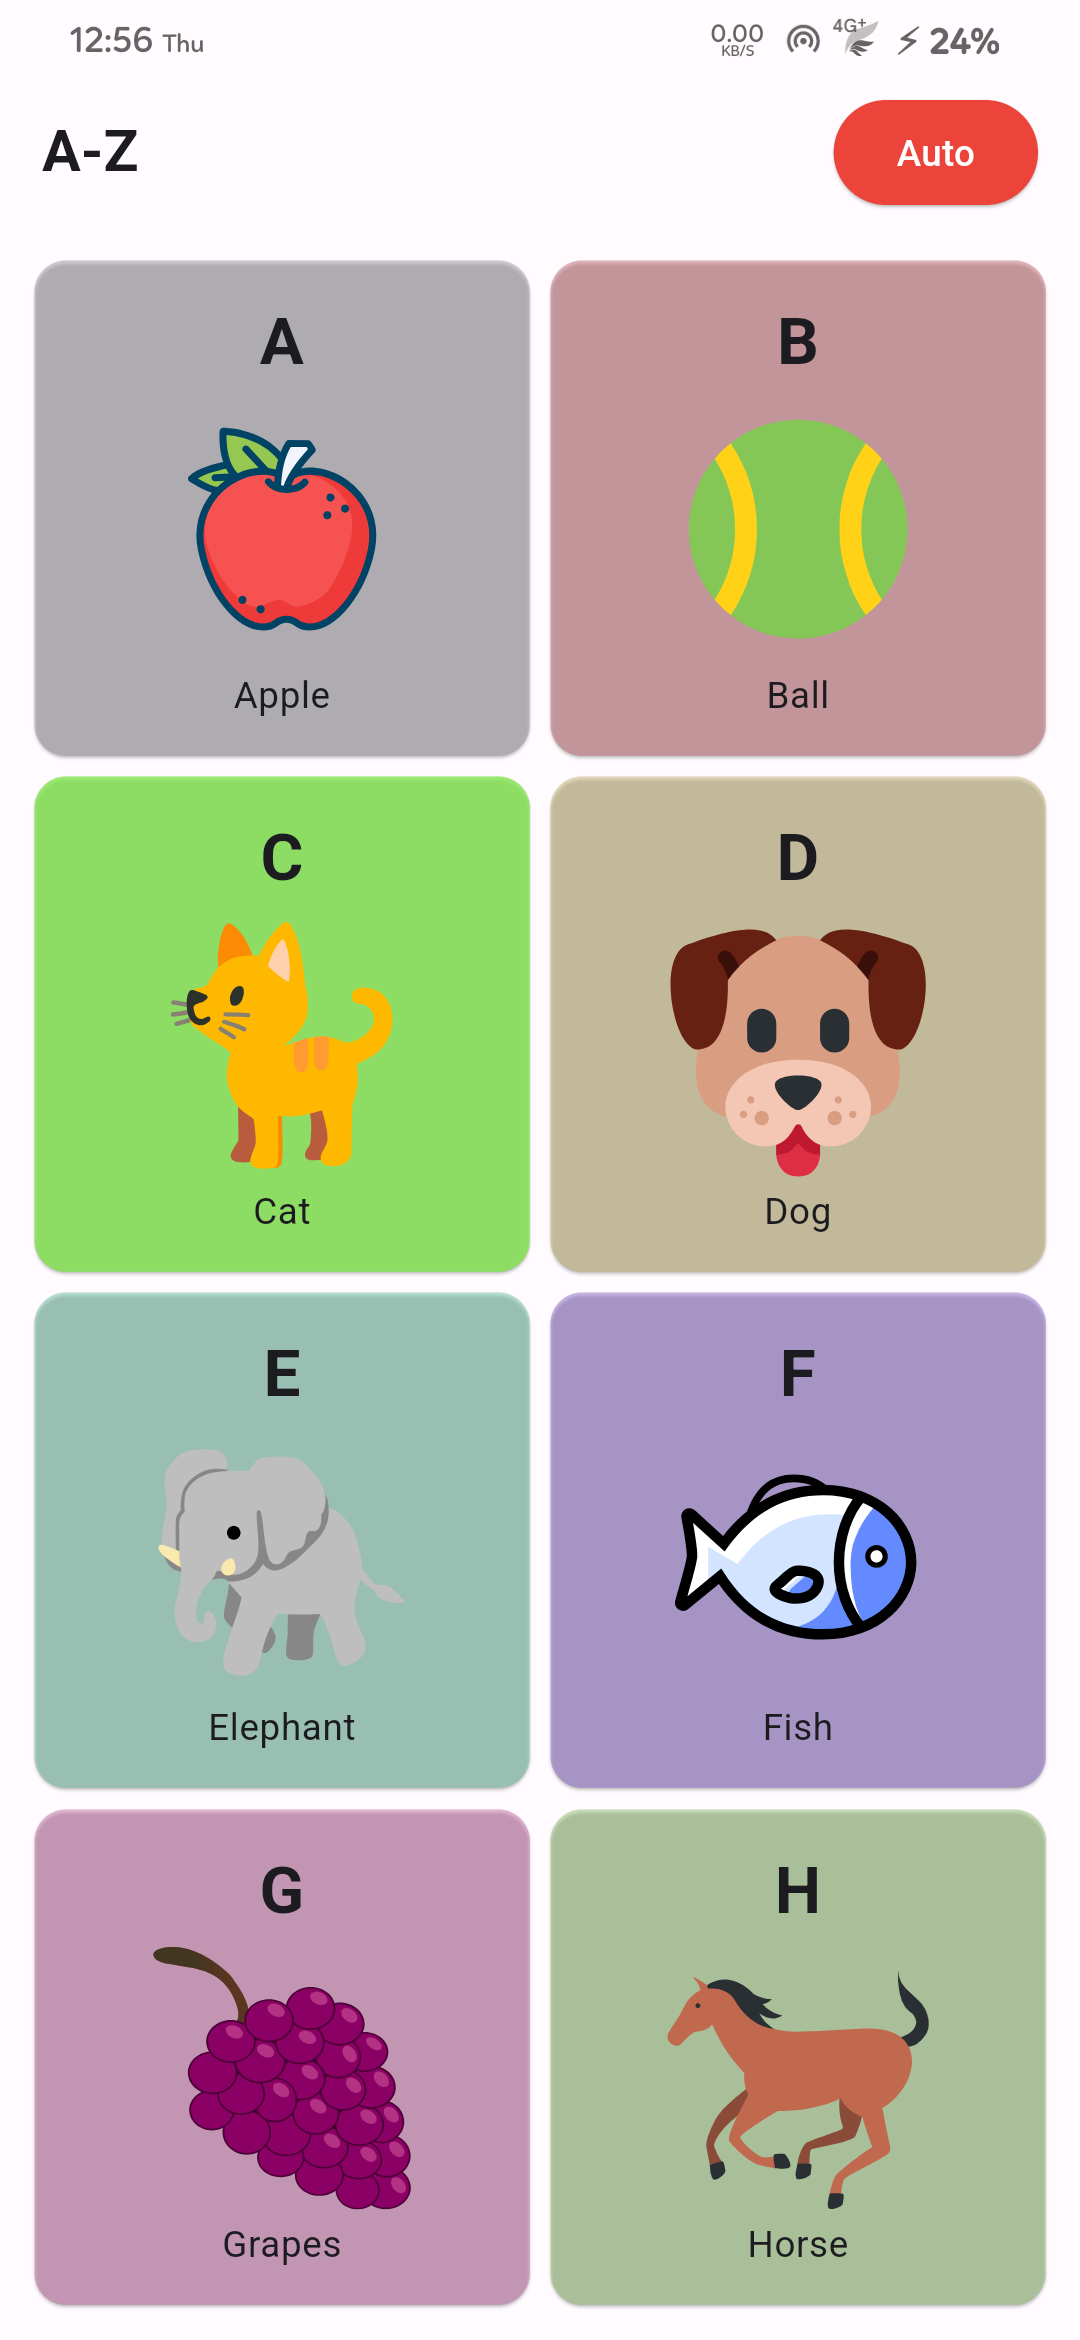 12:56 Thu 0.00 KB/S 4G+ 24%
A-Z Auto
A B
Apple Ball
C D
Cat Dog
E F
Elephant Fish
G H
Grapes Horse